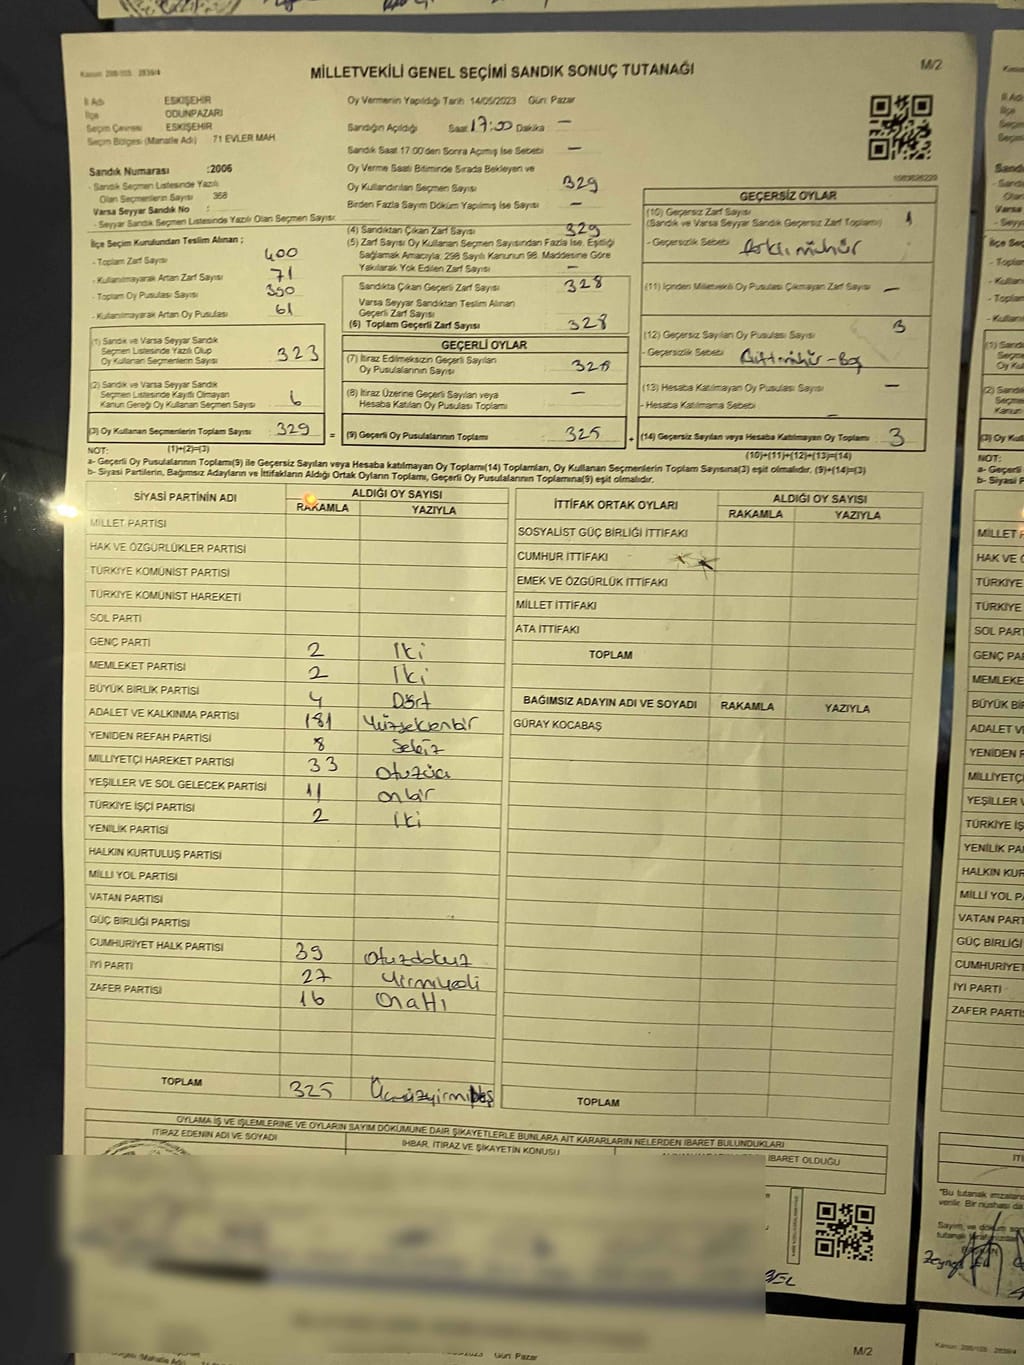 Kanun: 298/105 2839/4
M/2
MİLLETVEKİLİ GENEL SEÇİMİ SANDIK SONUÇ TUTANAĞI
İl Adı ESKİŞEHİR
İlçe ODUNPAZARI
Seçim Çevresi ESKİŞEHİR
Seçim Bölgesi (Mahalle Adı) 71 EVLER MAH.
Sandık Numarası :2006
- Sandık Seçmen Listesinde Yazılı
Olan Seçmenlerin Sayısı 368
Varsa Seyyar Sandık No :
- Seyyar Sandık Seçmen Listesinde Yazılı Olan Seçmen Sayısı:
İlçe Seçim Kurulundan Teslim Alınan ;
- Toplam Zarf Sayısı 400
- Kullanılmayarak Artan Zarf Sayısı 71
- Toplam Oy Pusulası Sayısı 390
- Kullanılmayarak Artan Oy Pusulası 61
(1) Sandık ve Varsa Seyyar Sandık
Seçmen Listesinde Yazılı Olup
Oy Kullanan Seçmenlerin Sayısı 323
(2) Sandık ve Varsa Seyyar Sandık
Seçmen Listesinde Kayıtlı Olmayan
Kanun Gereği Oy Kullanan Seçmen Sayısı 6
(3) Oy Kullanan Seçmenlerin Toplam Sayısı 329 =
(1)+(2)=(3)
Oy Vermenin Yapıldığı Tarih 14/05/2023 Gün: Pazar
Sandığın Açıldığı Saat 17:00 Dakika : —
Sandık Saat 17:00'den Sonra Açılmış İse Sebebi —
Oy Verme Saati Bitiminde Sırada Bekleyen ve
Oy Kullandırılan Seçmen Sayısı 329
Birden Fazla Sayım Döküm Yapılmış İse Sayısı —
(4) Sandıktan Çıkan Zarf Sayısı 329
(5) Zarf Sayısı Oy Kullanan Seçmen Sayısından Fazla İse, Eşitliği
Sağlamak Amacıyla; 298 Sayılı Kanunun 98. Maddesine Göre
Yakılarak Yok Edilen Zarf Sayısı —
Sandıkta Çıkan Geçerli Zarf Sayısı 328
Varsa Seyyar Sandıktan Teslim Alınan
Geçerli Zarf Sayısı
(6) Toplam Geçerli Zarf Sayısı 328
GEÇERLİ OYLAR
(7) İtiraz Edilmeksizin Geçerli Sayılan
Oy Pusulalarının Sayısı
(8) İtiraz Üzerine Geçerli Sayılan veya
Hesaba Katılan Oy Pusulası Toplamı —
(9) Geçerli Oy Pusulalarının Toplamı 325 +
GEÇERSİZ OYLAR
(10) Geçersiz Zarf Sayısı 1
(Sandık ve Varsa Seyyar Sandık Geçersiz Zarf Toplamı)
- Geçersizlik Sebebi
(11) İçinden Milletvekili Oy Pusulası Çıkmayan Zarf Sayısı —
(12) Geçersiz Sayılan Oy Pusulası Sayısı 3
- Geçersizlik Sebebi
(13) Hesaba Katılmayan Oy Pusulası Sayısı —
- Hesaba Katılmama Sebebi —
(14) Geçersiz Sayılan veya Hesaba Katılmayan Oy Toplamı 3
(10)+(11)+(12)+(13)=(14)
NOT:
a- Geçerli Oy Pusulasının Toplamı(9) ile Geçersiz Sayılan veya Hesaba katılmayan Oy Toplamı(14) Toplamları, Oy Kullanan Seçmenlerin Toplam Sayısına(3) eşit olmalıdır. (9)+(14)=(3)
b- Siyasi Partilerin, Bağımsız Adayların ve İttifakların Aldığı Ortak Oyların Toplamı, Geçerli Oy Pusulalarının Toplamına(9) eşit olmalıdır.
SİYASİ PARTİNİN ADI ALDIĞI OY SAYISI
RAKAMLA YAZIYLA
MİLLET PARTİSİ
HAK VE ÖZGÜRLÜKLER PARTİSİ
TÜRKİYE KOMÜNİST PARTİSİ
TÜRKİYE KOMÜNİST HAREKETİ
SOL PARTİ
GENÇ PARTİ 2 İki
MEMLEKET PARTİSİ 2 İki
BÜYÜK BİRLİK PARTİSİ 4 Dört
ADALET VE KALKINMA PARTİSİ 181 Yüzseksenbir
YENİDEN REFAH PARTİSİ 8 Sekiz
MİLLİYETÇİ HAREKET PARTİSİ 33 Otuzüç
YEŞİLLER VE SOL GELECEK PARTİSİ 11 Onbir
TÜRKİYE İŞÇİ PARTİSİ 2 İki
YENİLİK PARTİSİ
HALKIN KURTULUŞ PARTİSİ
MİLLİ YOL PARTİSİ
VATAN PARTİSİ
GÜÇ BİRLİĞİ PARTİSİ
CUMHURİYET HALK PARTİSİ 39 Otuzdokuz
İYİ PARTİ 27 Yirmiyedi
ZAFER PARTİSİ 16 Onaltı
TOPLAM 325 Üçyüzyirmibeş
İTTİFAK ORTAK OYLARI ALDIĞI OY SAYISI
RAKAMLA YAZIYLA
SOSYALİST GÜÇ BİRLİĞİ İTTİFAKI
CUMHUR İTTİFAKI
EMEK VE ÖZGÜRLÜK İTTİFAKI
MİLLET İTTİFAKI
ATA İTTİFAKI
TOPLAM
BAĞIMSIZ ADAYIN ADI VE SOYADI RAKAMLA YAZIYLA
GÜRAY KOCABAŞ
TOPLAM
OYLAMA İŞ VE İŞLEMLERİNE VE OYLARIN SAYIM DÖKÜMÜNE DAİR ŞİKAYETLERLE BUNLARA AİT KARARLARIN NELERDEN İBARET BULUNDUKLARI
İTİRAZ EDENİN ADI VE SOYADI İHBAR, İTİRAZ VE ŞİKAYETİN KONUSU İBARET OLDUĞU
M/2